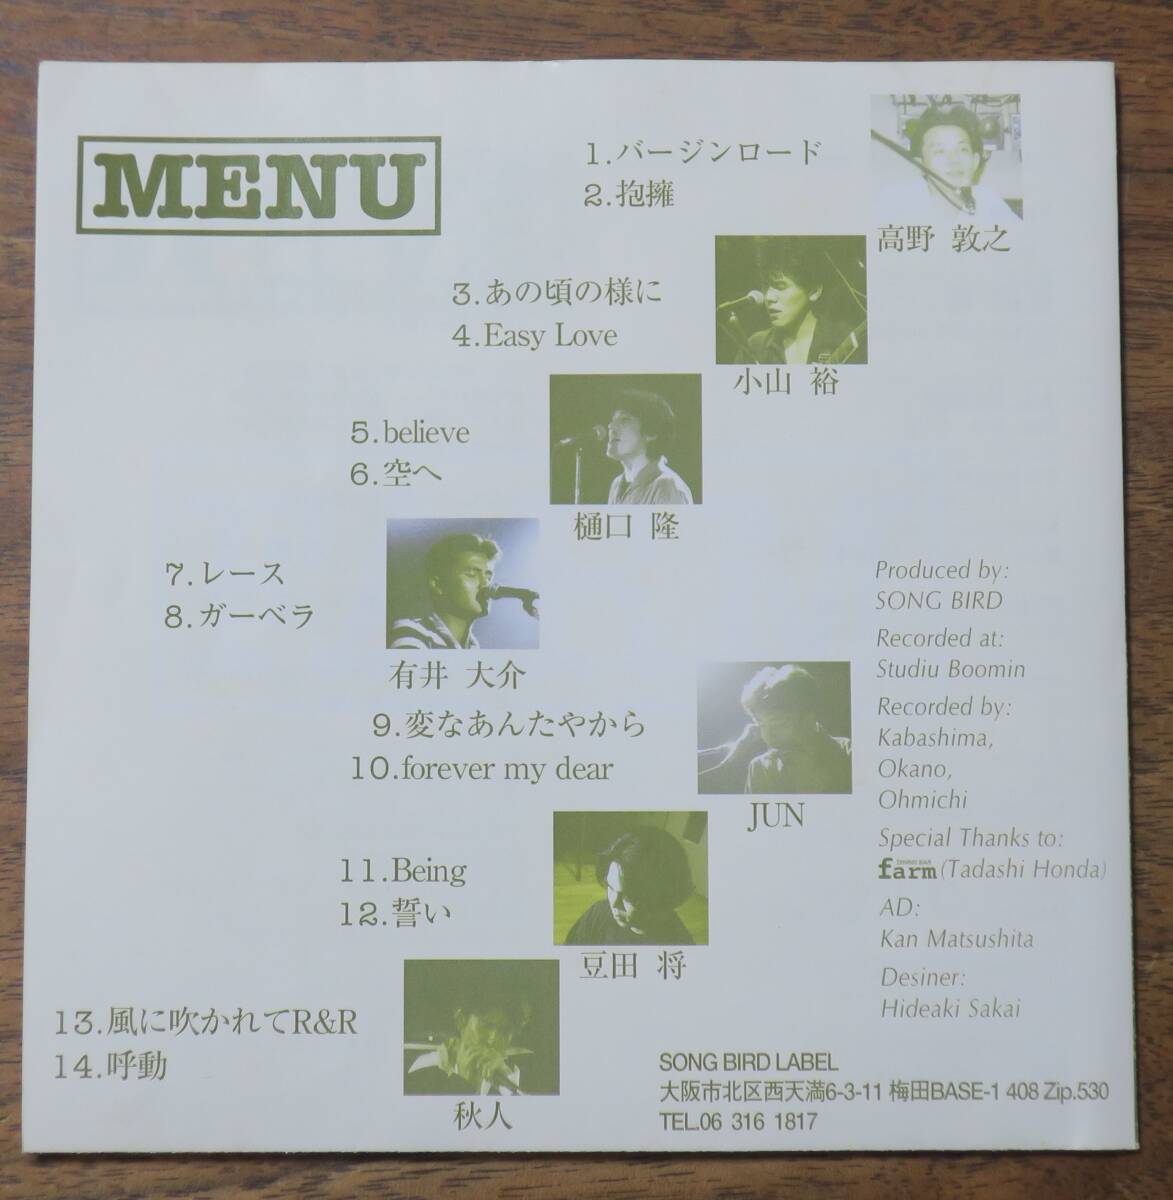 MENU
1.バージンロード
2.抱擁
高野 敦之
3.あの頃の様に
4.Easy Love
小山 裕
5.believe
6.空へ
樋口 隆
7.レース
8.ガーベラ
有井 大介
9.変なあんたやから
10.forever my dear
JUN
11.Being
12.誓い
豆田 将
13.風に吹かれてR&R
14.呼動
秋人
Produced by:
SONG BIRD
Recorded at:
Studiu Boomin
Recorded by:
Kabashima,
Okano,
Ohmichi
Special Thanks to:
DINING BAR
farm(Tadashi Honda)
AD:
Kan Matsushita
Desiner:
Hideaki Sakai
SONG BIRD LABEL
大阪市北区西天満6-3-11 梅田BASE-1 408 Zip.530
TEL.06 316 1817